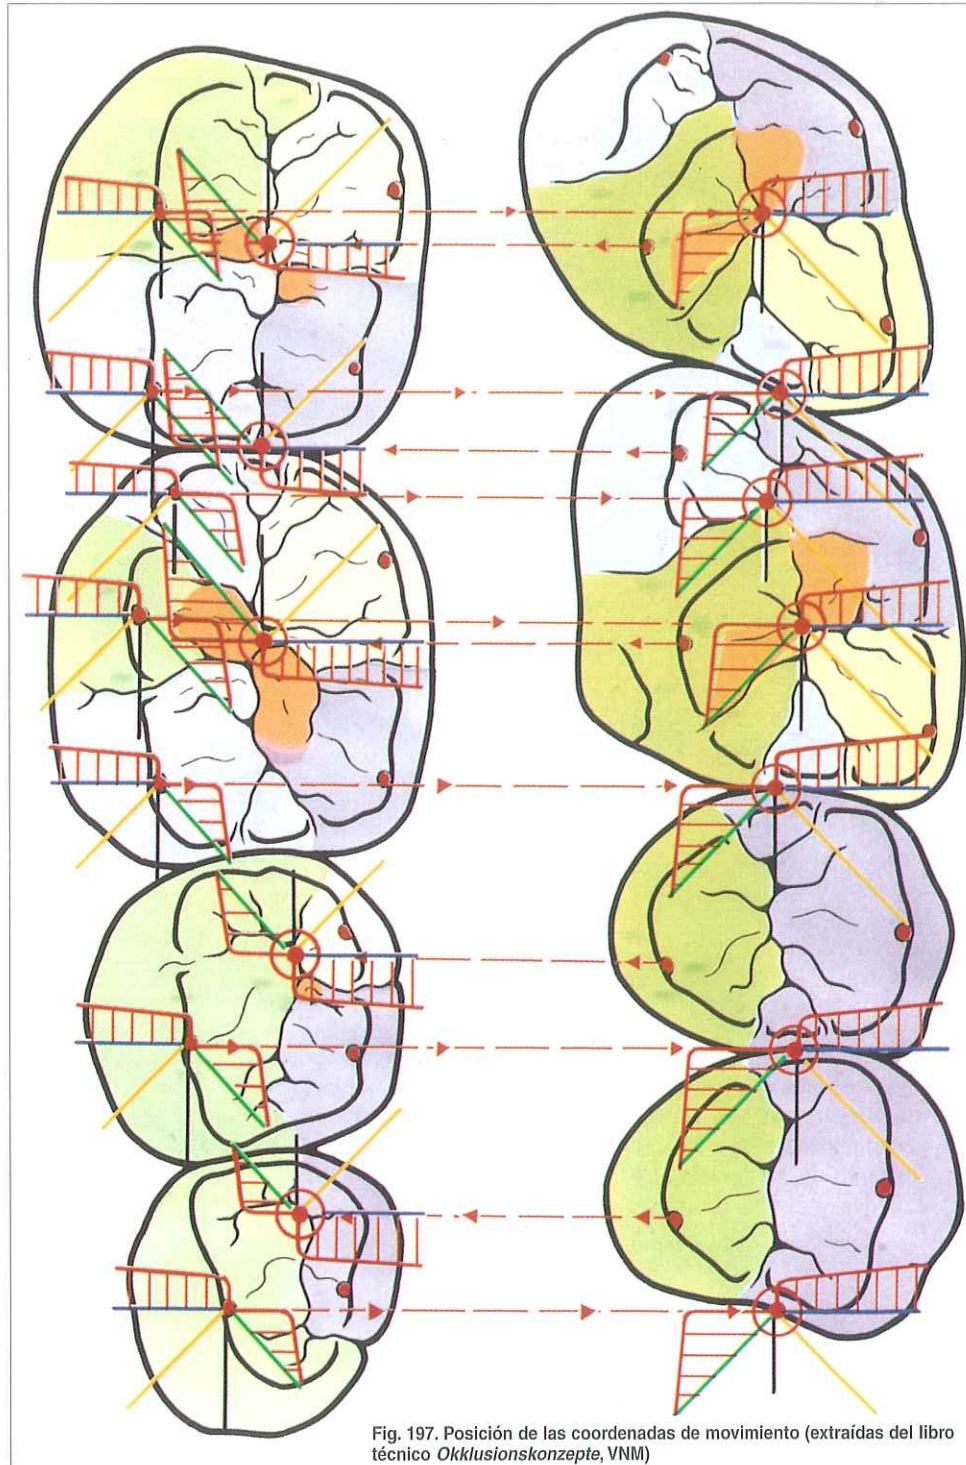 Fig. 197. Posición de las coordenadas de movimiento (extraídas del libro
técnico Okklusionskonzepte, VNM)